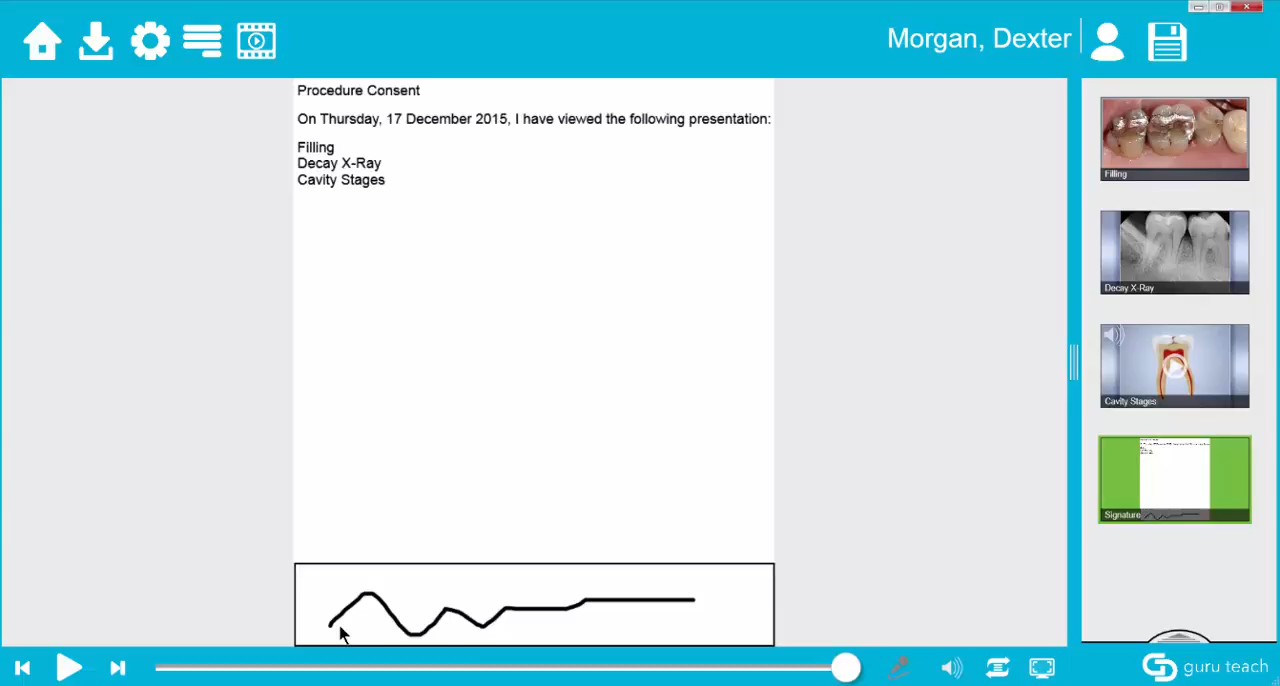 Morgan, Dexter
Procedure Consent
On Thursday, 17 December 2015, I have viewed the following presentation:
Filling
Decay X-Ray
Cavity Stages
Filling
Decay X-Ray
Cavity Stages
Signature
guru teach